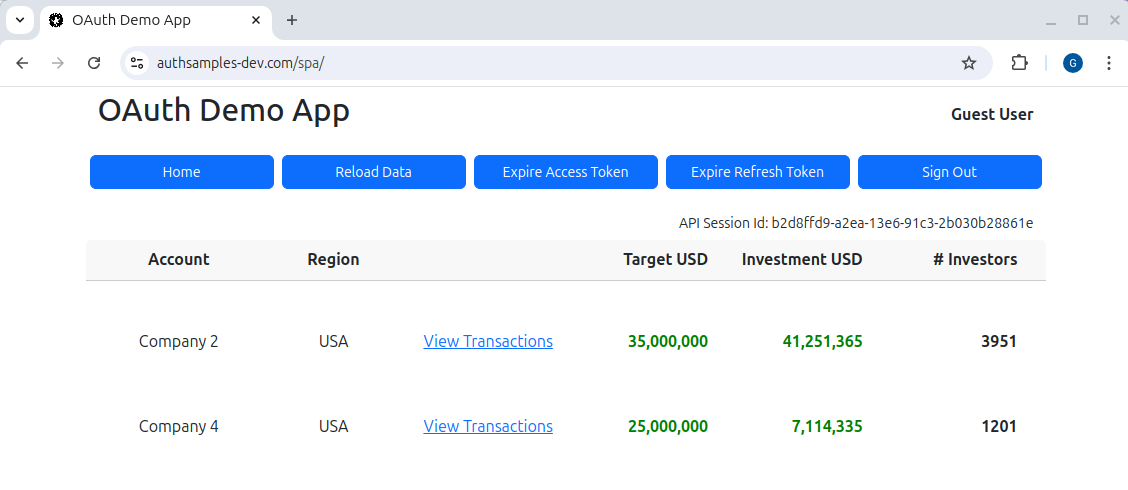 OAuth Demo App
authsamples-dev.com/spa/
G
OAuth Demo App
Guest User
Home Reload Data Expire Access Token Expire Refresh Token Sign Out
API Session Id: b2d8ffd9-a2ea-13e6-91c3-2b030b28861e
Account Region Target USD Investment USD # Investors
Company 2 USA View Transactions 35,000,000 41,251,365 3951
Company 4 USA View Transactions 25,000,000 7,114,335 1201